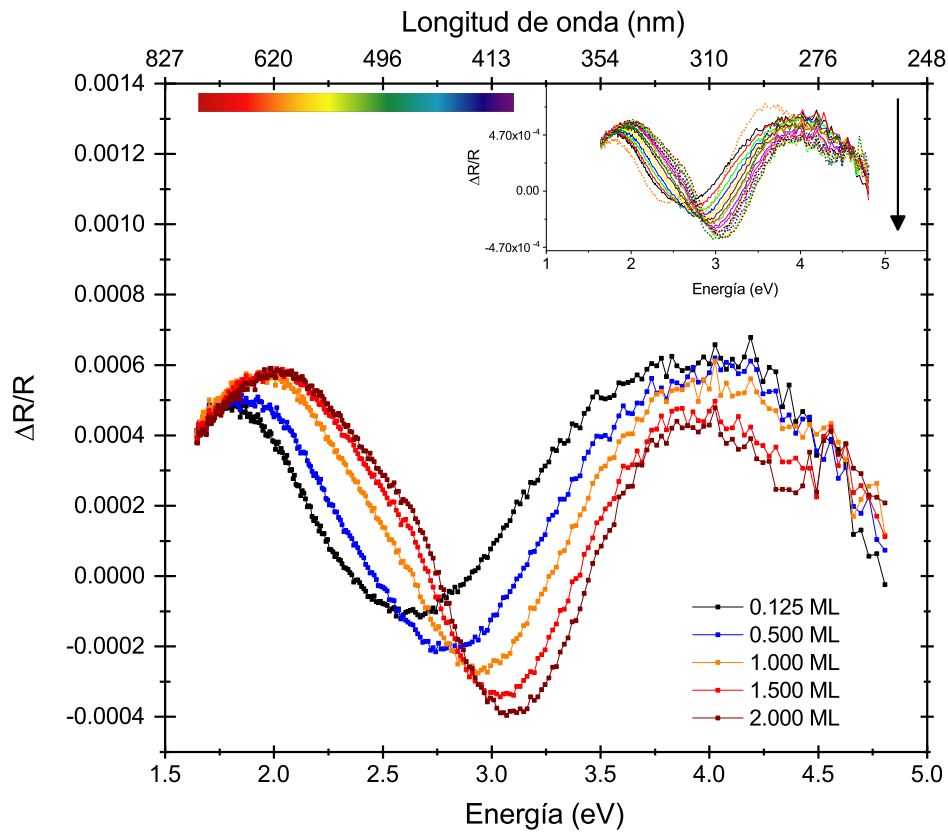 Longitud de onda (nm)
827 620 496 413 354 310 276 248
0.0014
0.0012
0.0010
0.0008
0.0006
0.0004
0.0002
0.0000
-0.0002
-0.0004
ΔR/R
4.70x10⁻⁴
0.00
-4.70x10⁻⁴
ΔR/R
1 2 3 4 5
Energía (eV)
0.125 ML
0.500 ML
1.000 ML
1.500 ML
2.000 ML
1.5 2.0 2.5 3.0 3.5 4.0 4.5 5.0
Energía (eV)